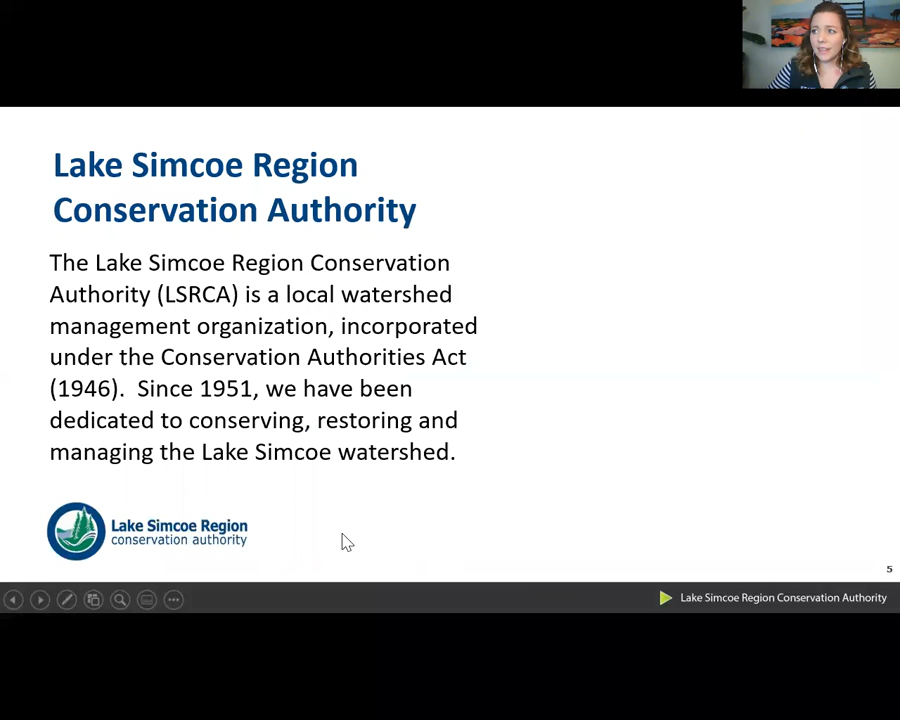 Lake Simcoe Region
Conservation Authority
The Lake Simcoe Region Conservation
Authority (LSRCA) is a local watershed
management organization, incorporated
under the Conservation Authorities Act
(1946).  Since 1951, we have been
dedicated to conserving, restoring and
managing the Lake Simcoe watershed.
Lake Simcoe Region
conservation authority
5
Lake Simcoe Region Conservation Authority